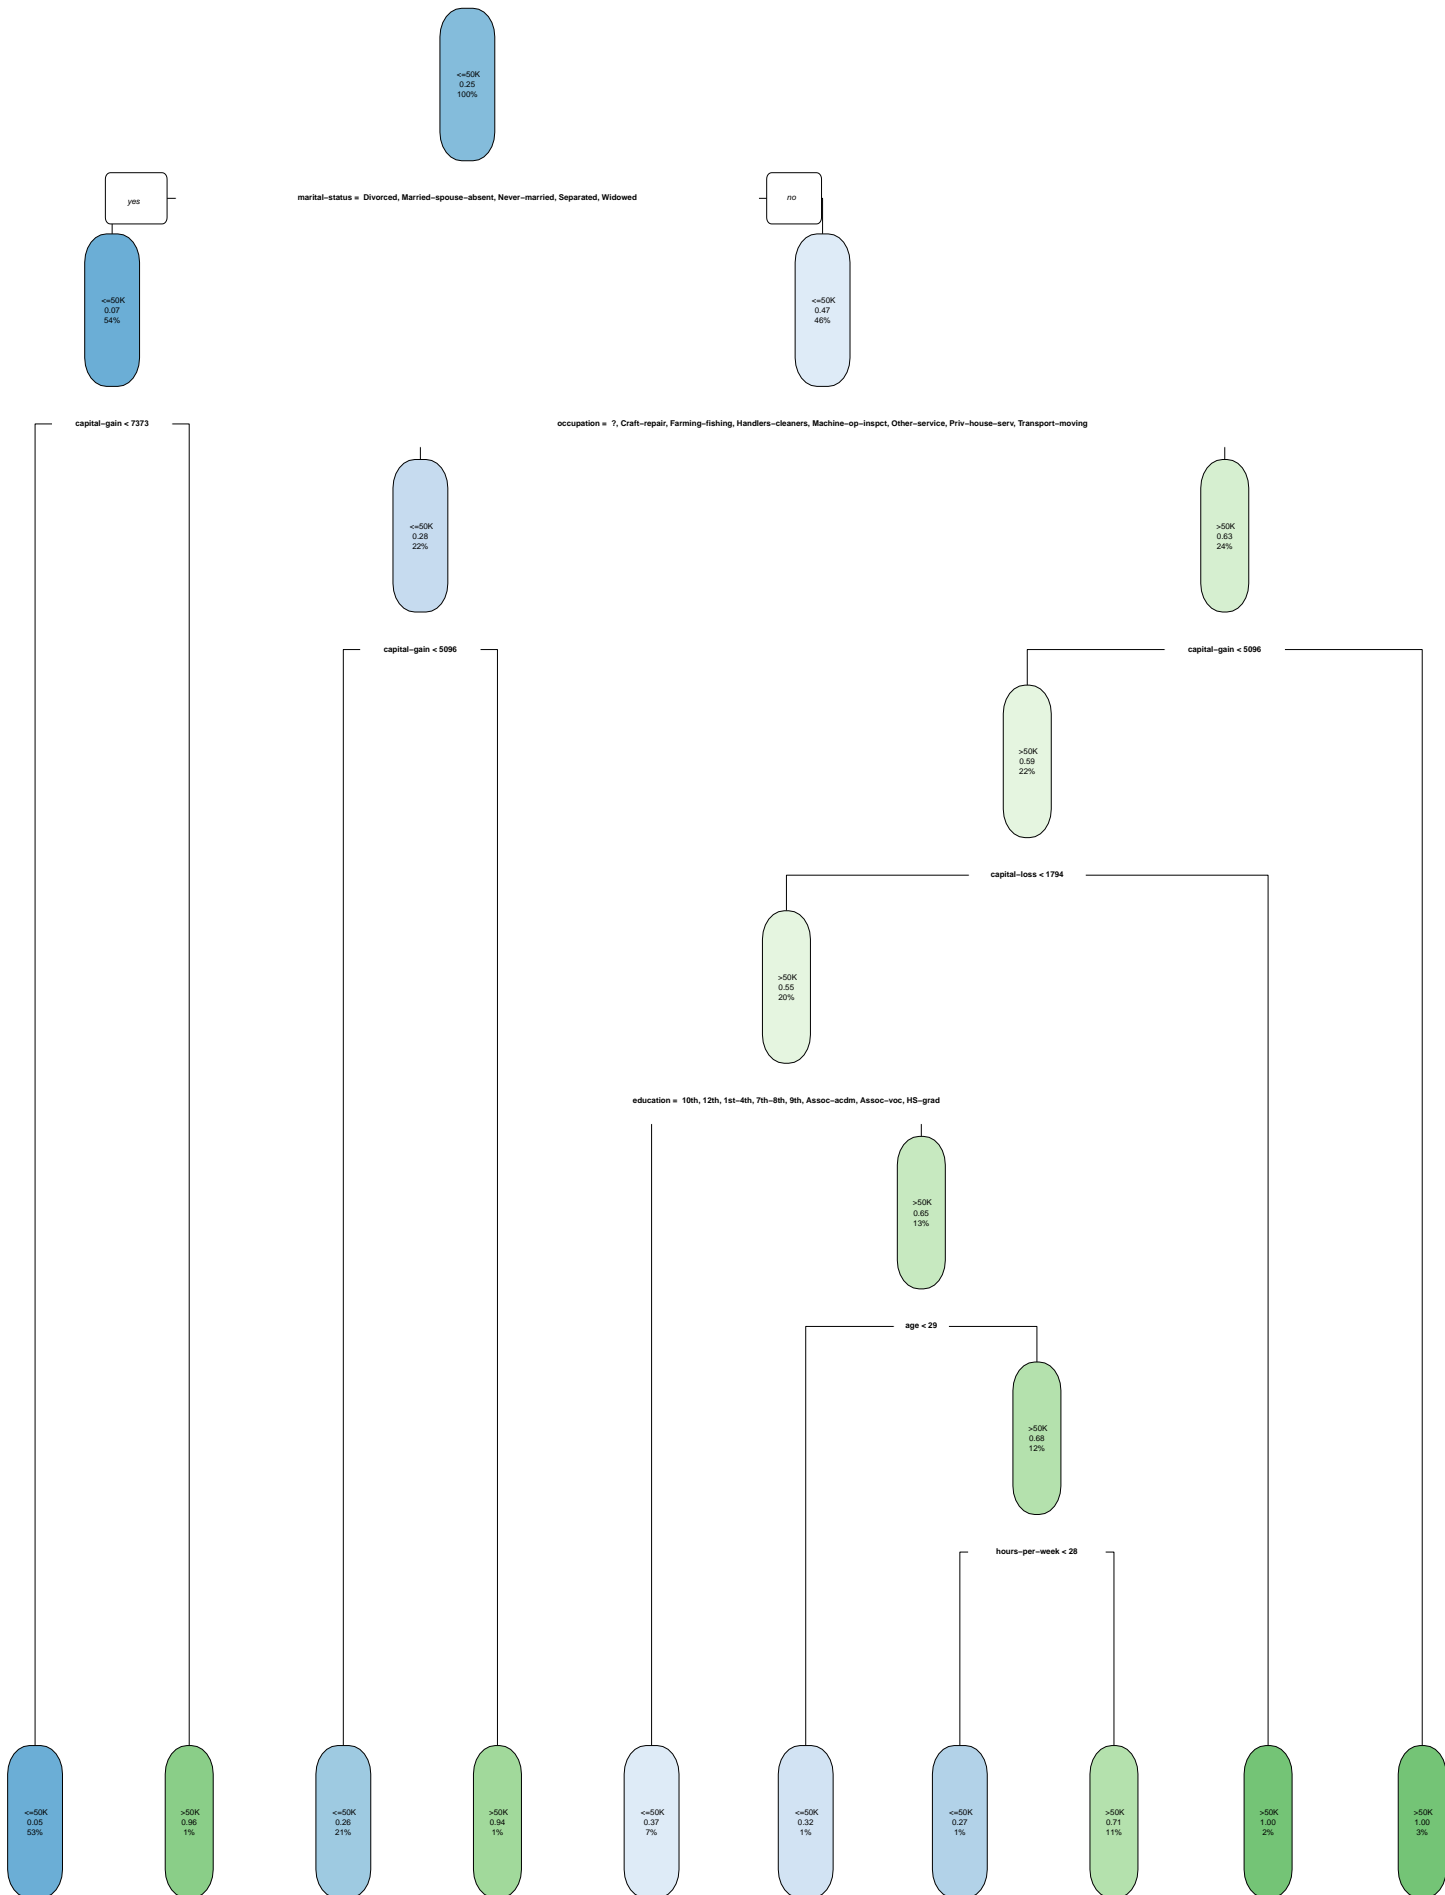 <=50K
0.25
100%
yes
marital−status = Divorced, Married−spouse−absent, Never−married, Separated, Widowed
no
<=50K
0.07
54%
<=50K
0.47
46%
capital−gain < 7373
occupation = ?, Craft−repair, Farming−fishing, Handlers−cleaners, Machine−op−inspct, Other−service, Priv−house−serv, Transport−moving
<=50K
0.28
22%
>50K
0.63
24%
capital−gain < 5096
capital−gain < 5096
>50K
0.59
22%
capital−loss < 1794
>50K
0.55
20%
education = 10th, 12th, 1st−4th, 7th−8th, 9th, Assoc−acdm, Assoc−voc, HS−grad
>50K
0.65
13%
age < 29
>50K
0.68
12%
hours−per−week < 28
<=50K
0.05
53%
>50K
0.96
1%
<=50K
0.26
21%
>50K
0.94
1%
<=50K
0.37
7%
<=50K
0.32
1%
<=50K
0.27
1%
>50K
0.71
11%
>50K
1.00
2%
>50K
1.00
3%